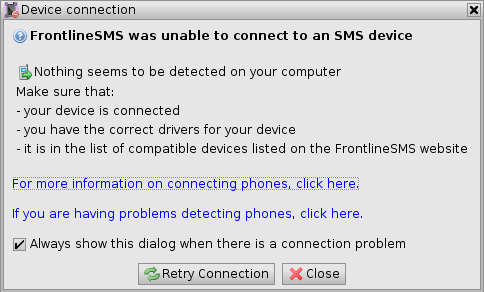 Device connection
FrontlineSMS was unable to connect to an SMS device
Nothing seems to be detected on your computer
Make sure that:
- your device is connected
- you have the correct drivers for your device
- it is in the list of compatible devices listed on the FrontlineSMS website
For more information on connecting phones, click here.
If you are having problems detecting phones, click here.
Always show this dialog when there is a connection problem
Retry Connection Close